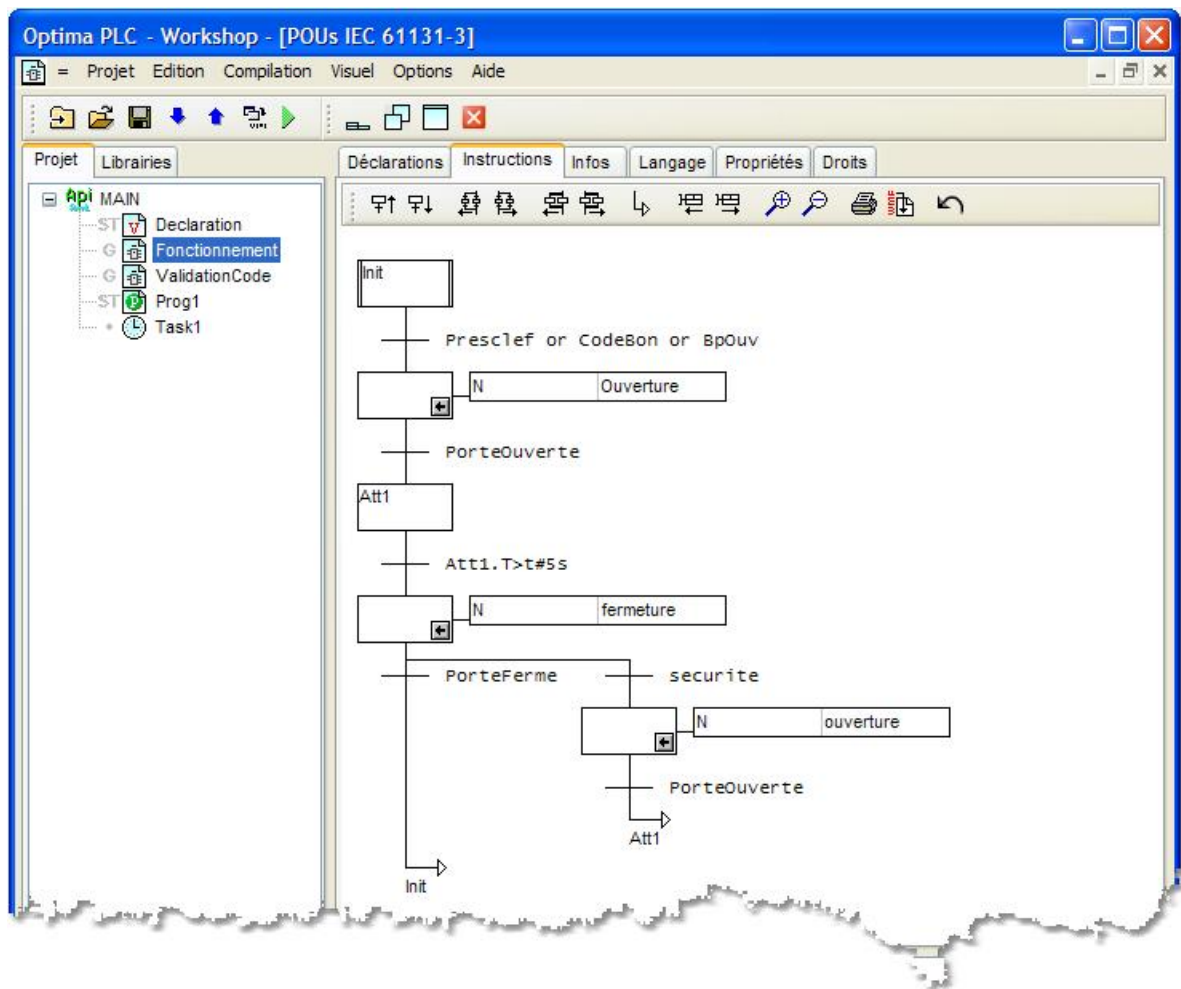 Optima PLC - Workshop - [POUs IEC 61131-3]
= Projet Edition Compilation Visuel Options Aide
Projet Librairies
Déclarations Instructions Infos Langage Propriétés Droits
Api MAIN
ST Declaration
G Fonctionnement
G ValidationCode
ST Prog1
Task1
Init
Presclef or CodeBon or BpOuv
N Ouverture
PorteOuverte
Att1
Att1.T>t#5s
N fermeture
PorteFerme securite
N ouverture
PorteOuverte
Att1
Init